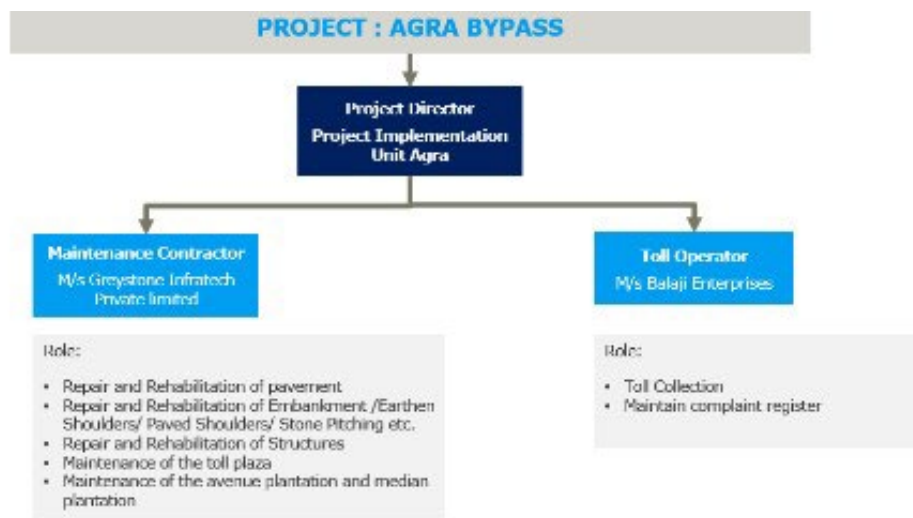 PROJECT : AGRA BYPASS
Project Director
Project Implementation
Unit Agra
Maintenance Contractor
M/s Greystone Infratech
Private limited
Toll Operator
M/s Balaji Enterprises
Role:
• Repair and Rehabilitation of pavement
• Repair and Rehabilitation of Embankment /Earthen
Shoulders/ Paved Shoulders/ Stone Pitching etc.
• Repair and Rehabilitation of Structures
• Maintenance of the toll plaza
• Maintenance of the avenue plantation and median
plantation
Role:
• Toll Collection
• Maintain complaint register